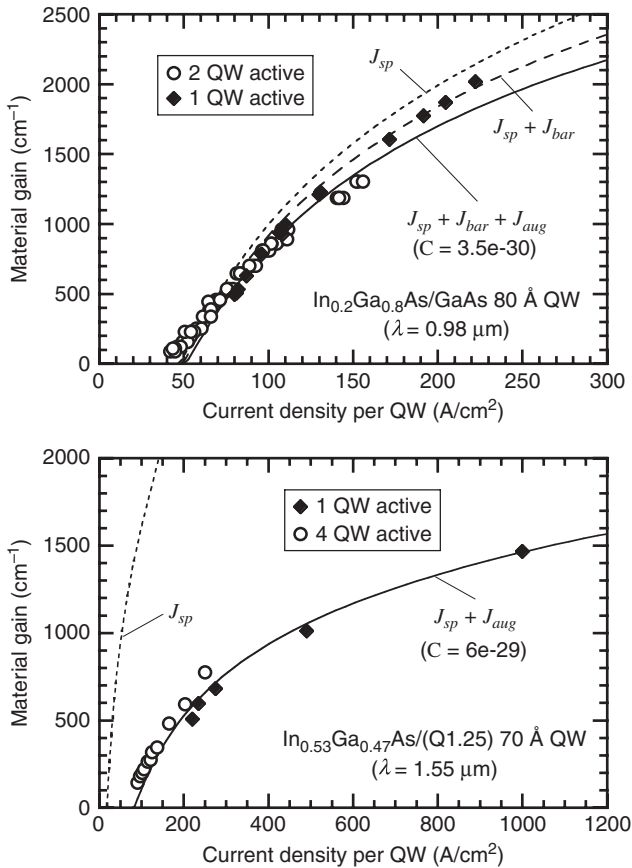 2500
2000
1500
1000
500
0
Material gain (cm⁻¹)
2 QW active
1 QW active
J_sp
J_sp + J_bar
J_sp + J_bar + J_aug
(C = 3.5e-30)
In₀.₂Ga₀.₈As/GaAs 80 Å QW
(λ = 0.98 μm)
0 50 100 150 200 250 300
Current density per QW (A/cm²)
2000
1500
1000
500
0
Material gain (cm⁻¹)
1 QW active
4 QW active
J_sp
J_sp + J_aug
(C = 6e-29)
In₀.₅₃Ga₀.₄₇As/(Q1.25) 70 Å QW
(λ = 1.55 μm)
0 200 400 600 800 1000 1200
Current density per QW (A/cm²)